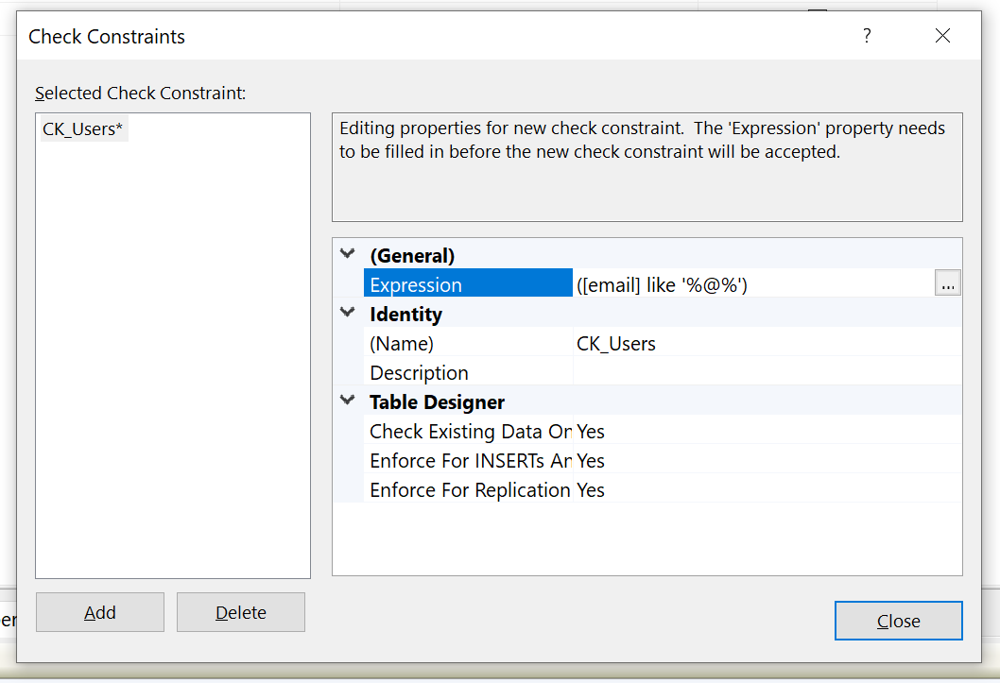 Check Constraints
?
Selected Check Constraint:
CK_Users*
Editing properties for new check constraint.  The 'Expression' property needs
to be filled in before the new check constraint will be accepted.
(General)
Expression ([email] like '%@%') ...
Identity
(Name) CK_Users
Description
Table Designer
Check Existing Data On Yes
Enforce For INSERTs An Yes
Enforce For Replication Yes
Add Delete
Close
er